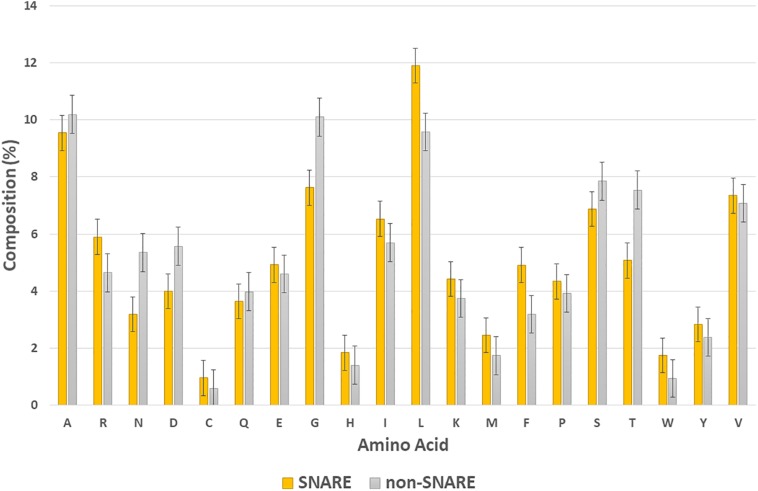 14
12
10
8
6
4
2
0
Composition (%)
A R N D C Q E G H I L K M F P S T W Y V
Amino Acid
SNARE non-SNARE